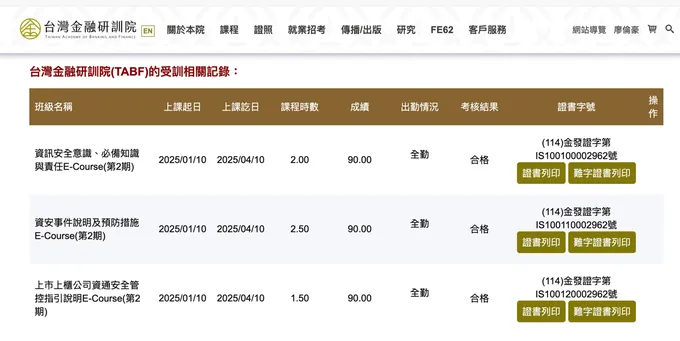 台灣金融研訓院
TAIWAN ACADEMY OF BANKING AND FINANCE
EN
關於本院 課程 證照 就業招考 傳播/出版 研究 FE62 客戶服務
網站導覽 廖倫豪
台灣金融研訓院(TABF)的受訓相關記錄：
班級名稱 上課起日 上課訖日 課程時數 成績 出勤情況 考核結果 證書字號 操作
資訊安全意識、必備知識
與責任E-Course(第2期)
2025/01/10 2025/04/10 2.00 90.00 全勤 合格
(114)金發證字第
IS100100002962號
證書列印 難字證書列印
資安事件說明及預防措施
E-Course(第2期)
2025/01/10 2025/04/10 2.50 90.00 全勤 合格
(114)金發證字第
IS100110002962號
證書列印 難字證書列印
上市上櫃公司資通安全管
控指引說明E-Course(第2
期)
2025/01/10 2025/04/10 1.50 90.00 全勤 合格
(114)金發證字第
IS100120002962號
證書列印 難字證書列印